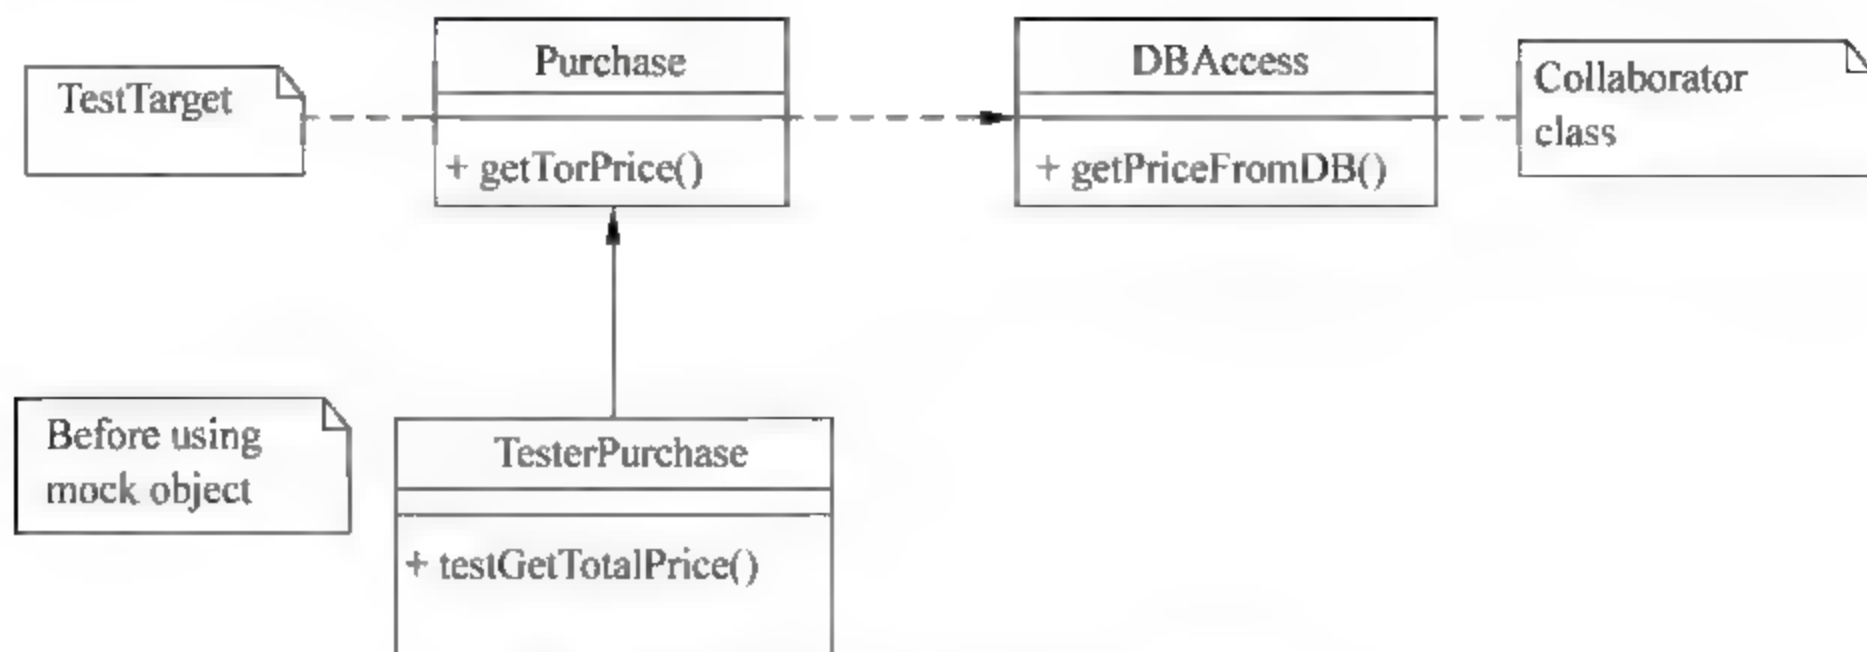 TestTarget
Purchase
+ getTorPrice()
DBAccess
+ getPriceFromDB()
Collaborator
class
Before using
mock object
TesterPurchase
+ testGetTotalPrice()